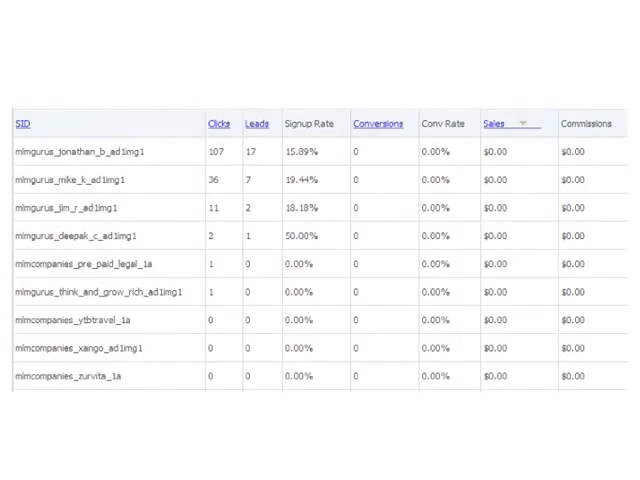 SID Clicks Leads Signup Rate Conversions Conv Rate Sales Commissions
mlmgurus_jonathan_b_ad1img1 107 17 15.89% 0 0.00% $0.00 $0.00
mlmgurus_mike_k_ad1img1 36 7 19.44% 0 0.00% $0.00 $0.00
mlmgurus_jim_r_ad1img1 11 2 18.18% 0 0.00% $0.00 $0.00
mlmgurus_deepak_c_ad1img1 2 1 50.00% 0 0.00% $0.00 $0.00
mlmcompanies_pre_paid_legal_1a 1 0 0.00% 0 0.00% $0.00 $0.00
mlmgurus_think_and_grow_rich_ad1img1 1 0 0.00% 0 0.00% $0.00 $0.00
mlmcompanies_ytbtravel_1a 0 0 0.00% 0 0.00% $0.00 $0.00
mlmcompanies_xango_ad1img1 0 0 0.00% 0 0.00% $0.00 $0.00
mlmcompanies_zurvita_1a 0 0 0.00% 0 0.00% $0.00 $0.00